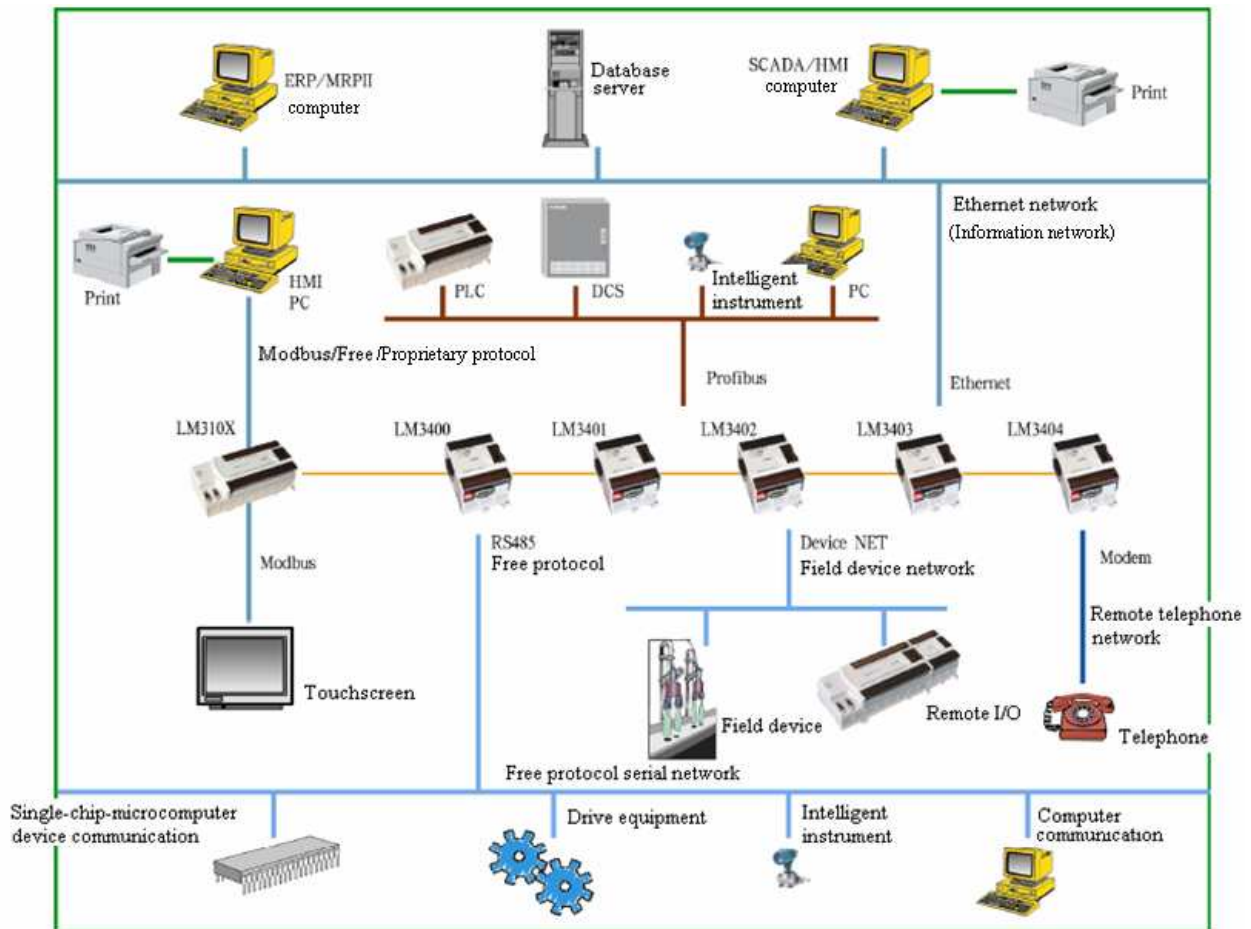 ERP/MRPII
computer
Database
server
SCADA/HMI
computer
Print
Ethernet network
(Information network)
Print
HMI
PC
PLC
DCS
Intelligent
instrument
PC
Modbus/Free/Proprietary protocol
Profibus
Ethernet
LM310X
LM3400
LM3401
LM3402
LM3403
LM3404
Modbus
RS485
Free protocol
Device NET
Field device network
Modem
Remote telephone
network
Touchscreen
Field device
Remote I/O
Telephone
Free protocol serial network
Single-chip-microcomputer
device communication
Drive equipment
Intelligent
instrument
Computer
communication